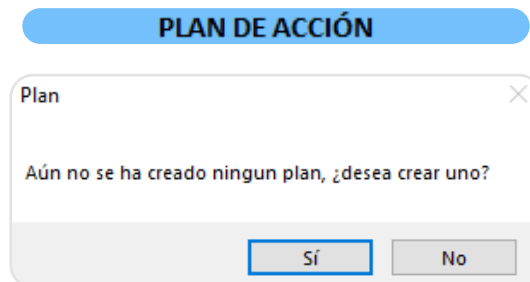 PLAN DE ACCIÓN
Plan
Aún no se ha creado ningun plan, ¿desea crear uno?
Sí
No